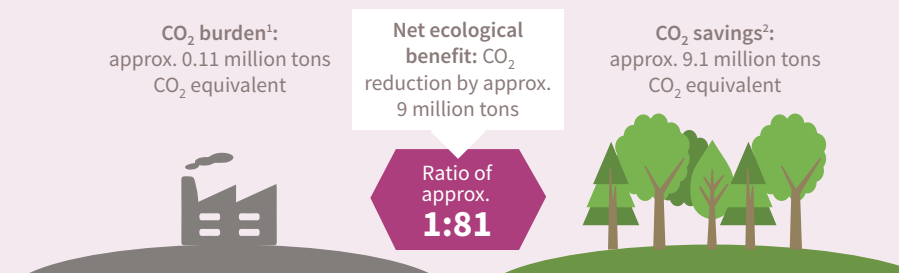 CO₂ burden¹:
approx. 0.11 million tons
CO₂ equivalent
Net ecological
benefit: CO₂
reduction by approx.
9 million tons
Ratio of
approx.
1:81
CO₂ savings²:
approx. 9.1 million tons
CO₂ equivalent